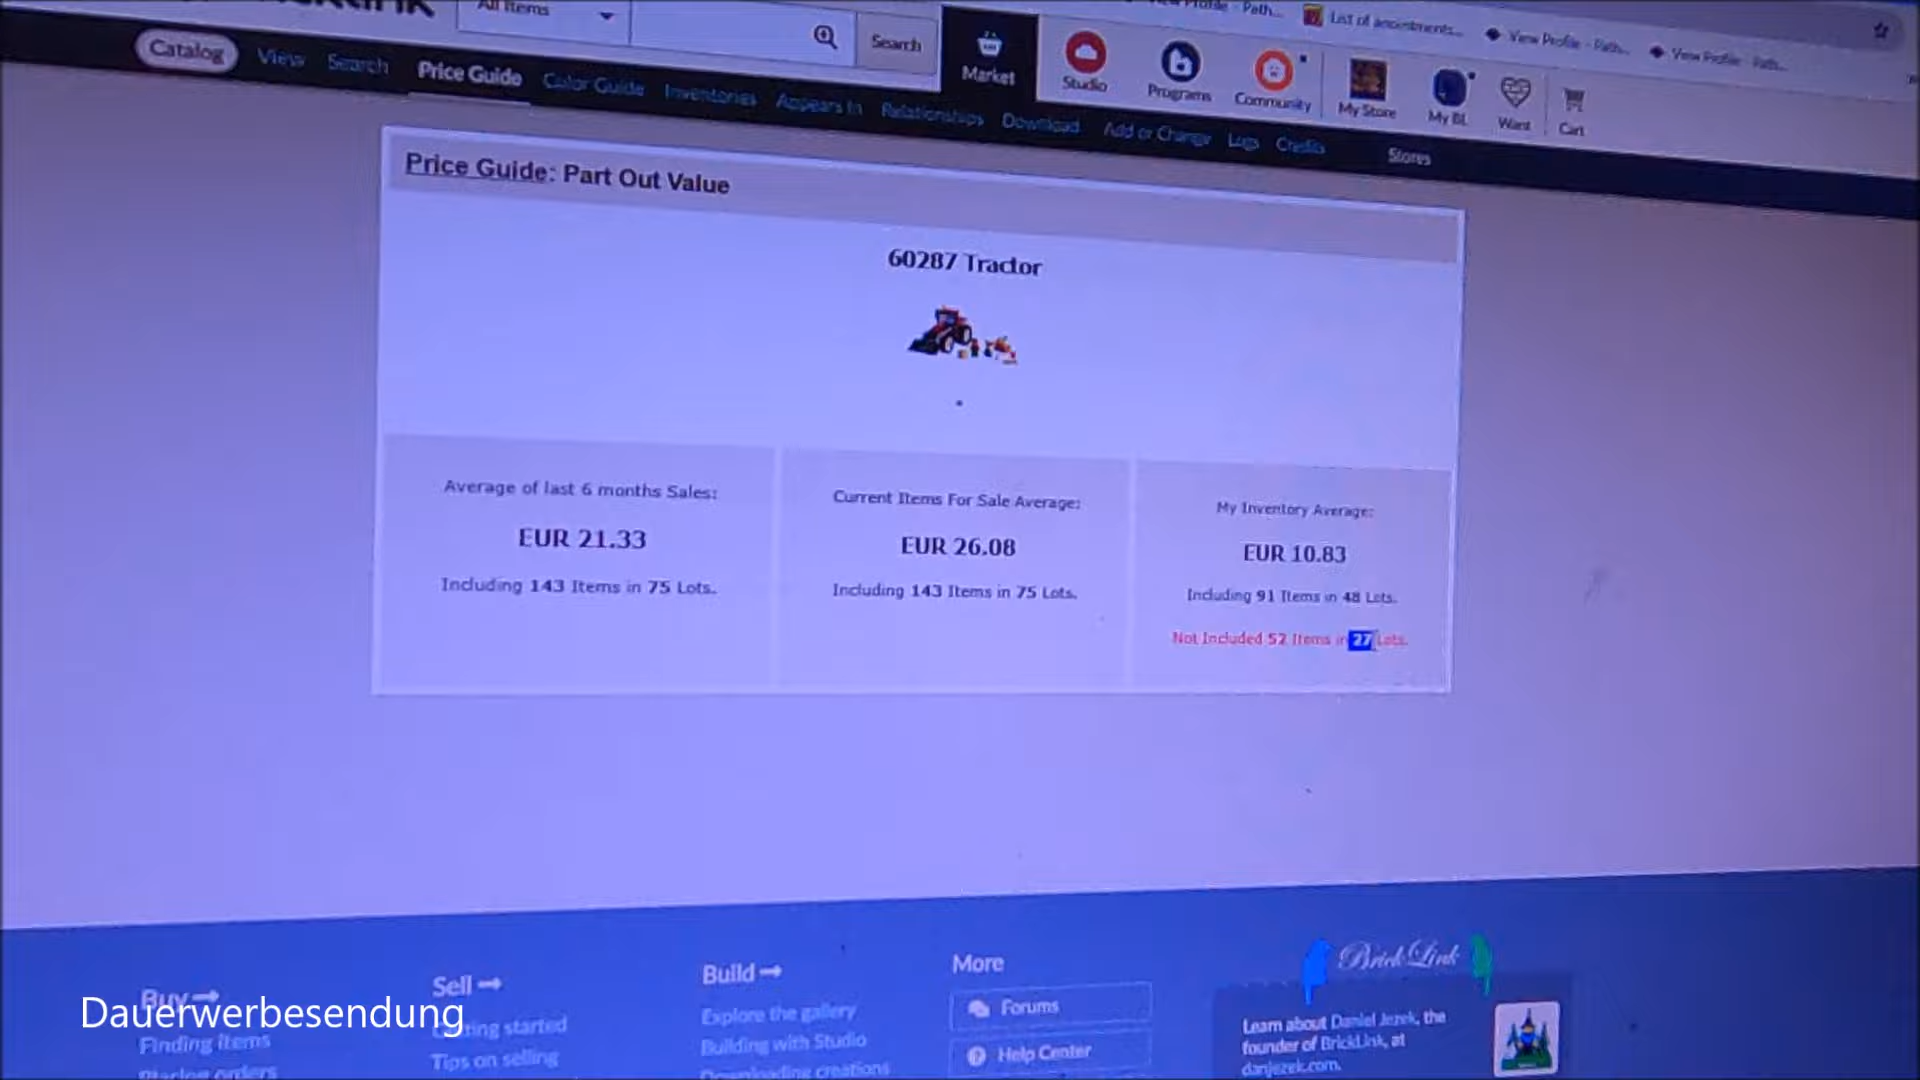 All Items
Search
Market
Studio
Programs
Community
My Store
My BL
Want
Cart
List of ancestments...
View Profile - Path...
View Profile - Path...
Catalog
View
Search
Price Guide
Color Guide
Inventories
Appears In
Relationships
Download
Add or Change
Logs
Credits
Stores
Price Guide: Part Out Value
60287 Tractor
Average of last 6 months Sales:
EUR 21.33
Including 143 Items in 75 Lots.
Current Items For Sale Average:
EUR 26.08
Including 143 Items in 75 Lots.
My Inventory Average:
EUR 10.83
Including 91 Items in 48 Lots.
Not Included 52 Items in 27 Lots.
Buy
Finding items
Placing orders
Sell
Tips on selling
Build
Explore the gallery
Building with Studio
Downloading creations
More
Forums
Help Center
BrickLink
Learn about Daniel Jezek, the
founder of BrickLink, at
danjezek.com.
Dauerwerbesendung